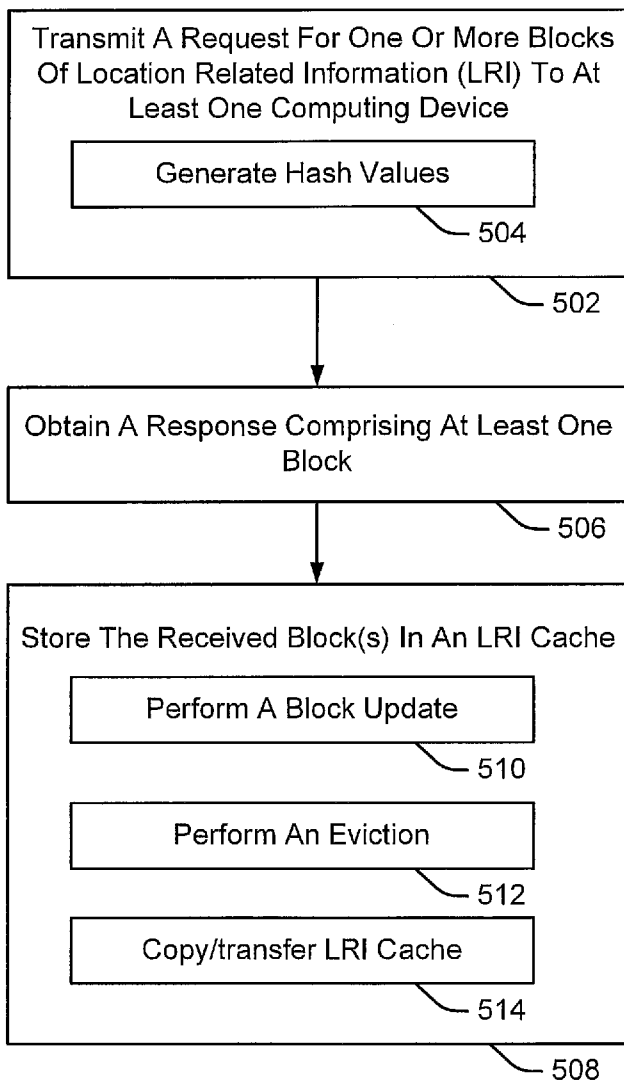 Transmit A Request For One Or More Blocks
Of Location Related Information (LRI) To At
Least One Computing Device
Generate Hash Values
504
502
Obtain A Response Comprising At Least One
Block
506
Store The Received Block(s) In An LRI Cache
Perform A Block Update
510
Perform An Eviction
512
Copy/transfer LRI Cache
514
508